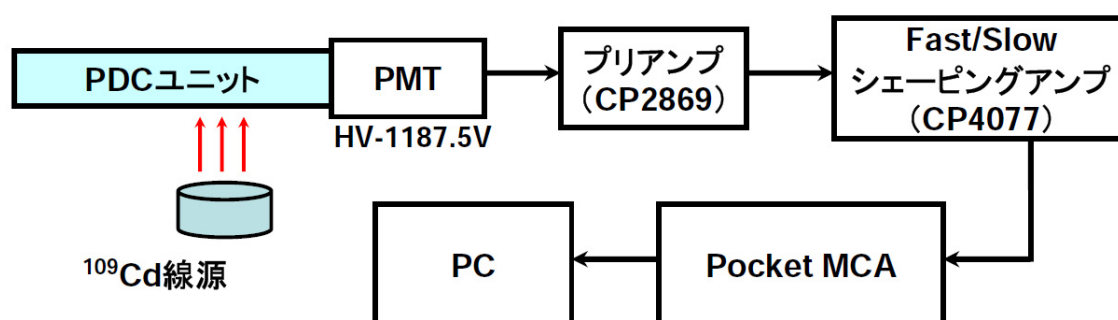 PDCユニット
PMT
HV-1187.5V
プリアンプ
（CP2869）
Fast/Slow
シェーピングアンプ
（CP4077）
109Cd線源
PC
Pocket MCA